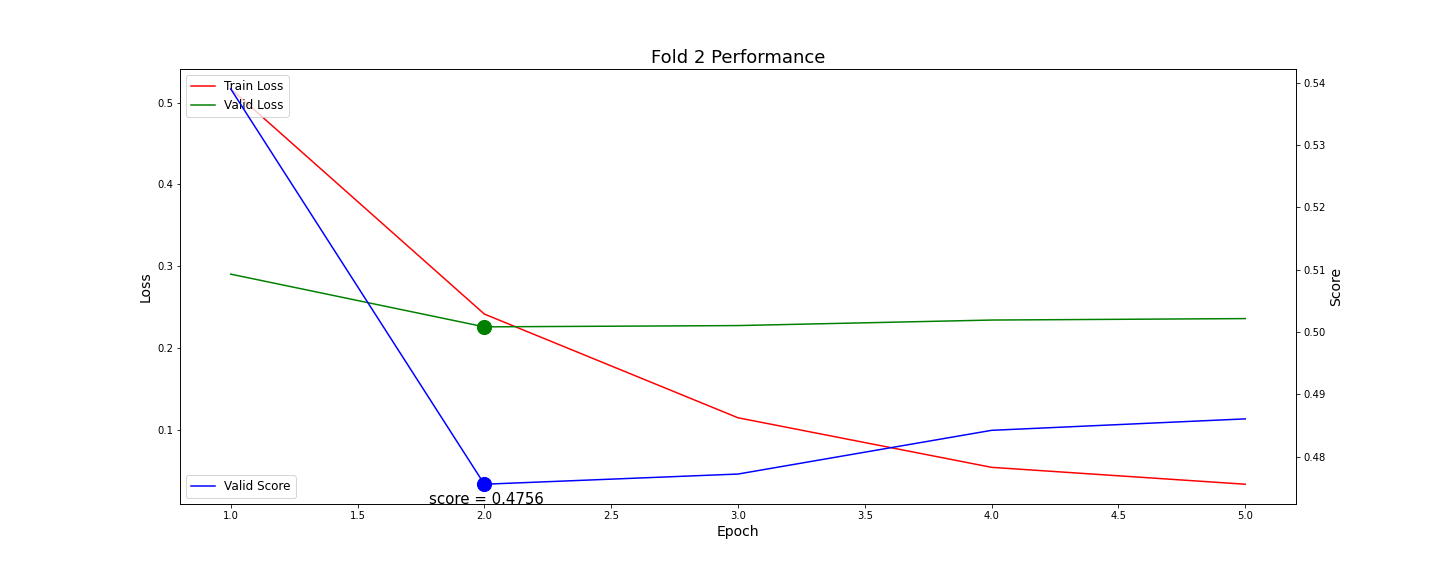 Fold 2 Performance
Train Loss
Valid Loss
Valid Score
score = 0.4756
Loss
0.5
0.4
0.3
0.2
0.1
Score
0.54
0.53
0.52
0.51
0.50
0.49
0.48
1.0 1.5 2.0 2.5 3.0 3.5 4.0 4.5 5.0
Epoch